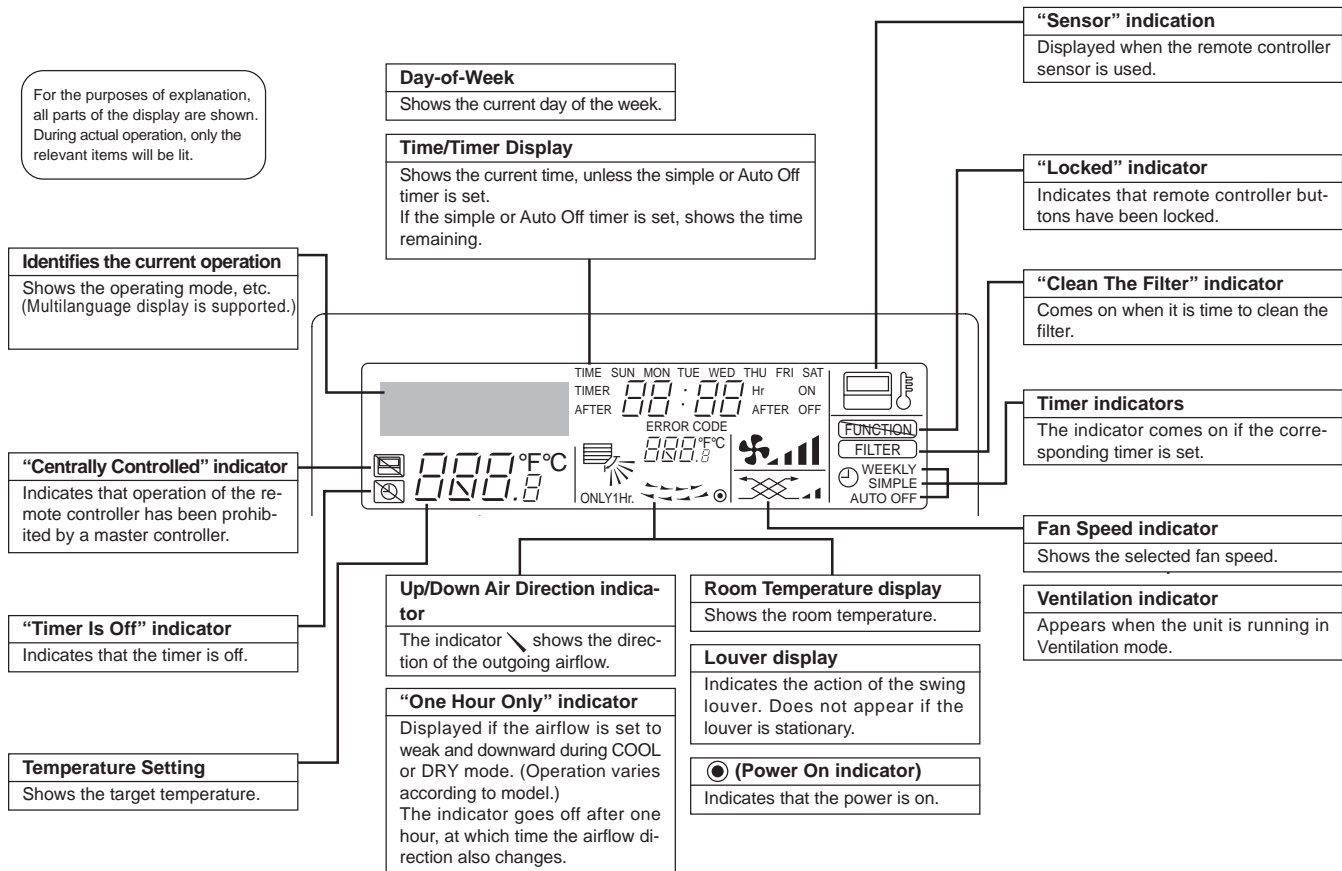 For the purposes of explanation,
all parts of the display are shown.
During actual operation, only the
relevant items will be lit.
Day-of-Week
Shows the current day of the week.
Time/Timer Display
Shows the current time, unless the simple or Auto Off
timer is set.
If the simple or Auto Off timer is set, shows the time
remaining.
“Sensor” indication
Displayed when the remote controller
sensor is used.
“Locked” indicator
Indicates that remote controller but-
tons have been locked.
“Clean The Filter” indicator
Comes on when it is time to clean the
filter.
Timer indicators
The indicator comes on if the corre-
sponding timer is set.
Fan Speed indicator
Shows the selected fan speed.
Ventilation indicator
Appears when the unit is running in
Ventilation mode.
Identifies the current operation
Shows the operating mode, etc.
(Multilanguage display is supported.)
“Centrally Controlled” indicator
Indicates that operation of the re-
mote controller has been prohib-
ited by a master controller.
“Timer Is Off” indicator
Indicates that the timer is off.
Temperature Setting
Shows the target temperature.
TIME SUN MON TUE WED THU FRI SAT
TIMER 88:88 Hr ON
AFTER AFTER OFF
ERROR CODE
888.8 °F°C
888.8 °F°C
ONLY1Hr.
FUNCTION
FILTER
WEEKLY
SIMPLE
AUTO OFF
Up/Down Air Direction indica-
tor
The indicator shows the direc-
tion of the outgoing airflow.
“One Hour Only” indicator
Displayed if the airflow is set to
weak and downward during COOL
or DRY mode. (Operation varies
according to model.)
The indicator goes off after one
hour, at which time the airflow di-
rection also changes.
Room Temperature display
Shows the room temperature.
Louver display
Indicates the action of the swing
louver. Does not appear if the
louver is stationary.
(Power On indicator)
Indicates that the power is on.